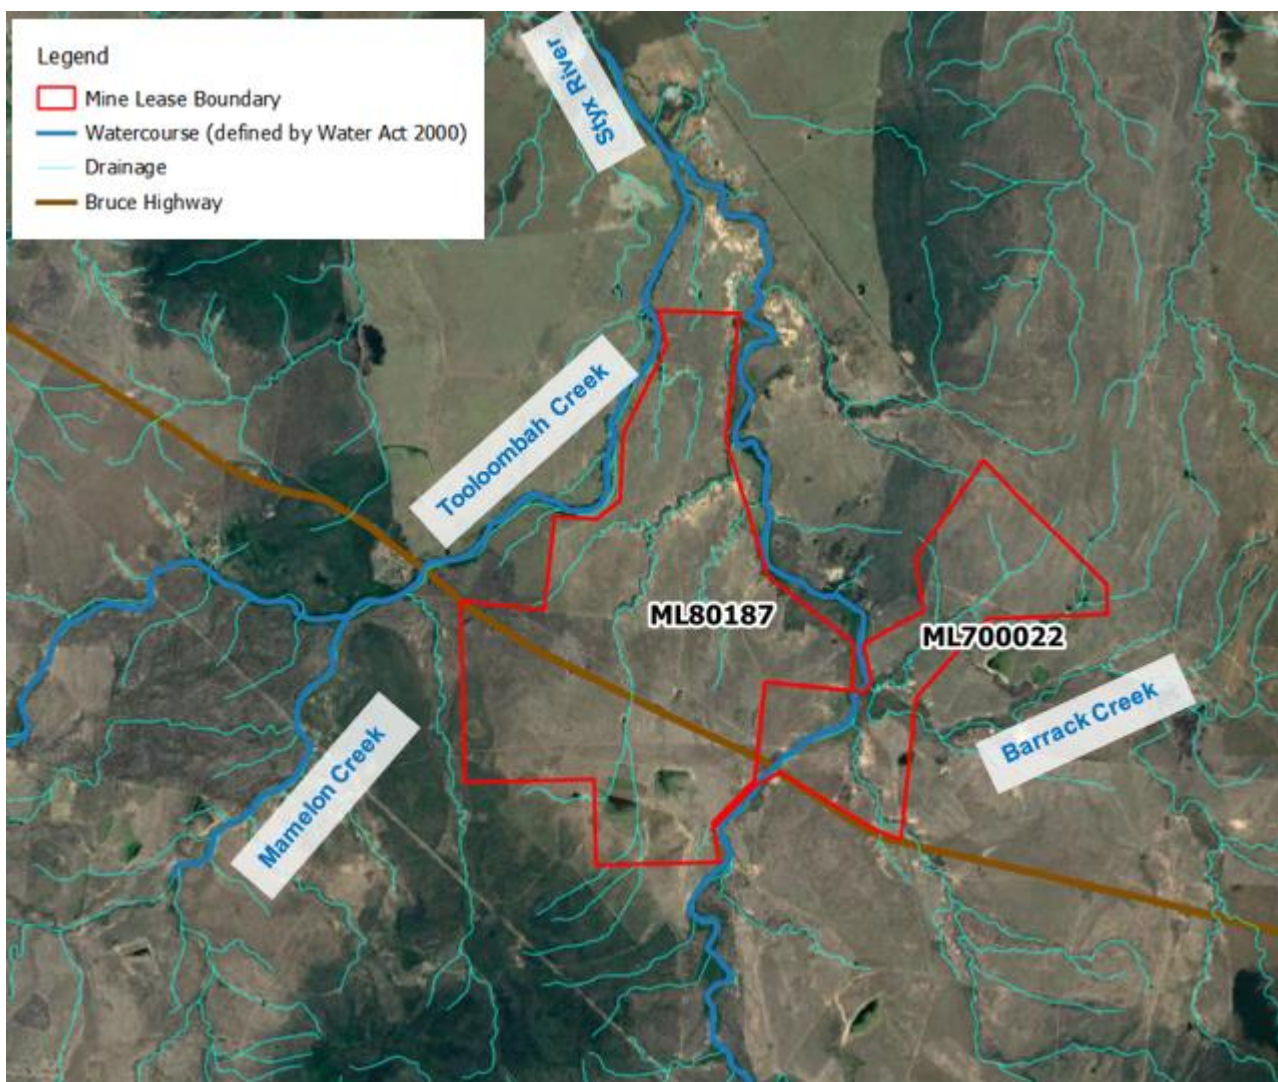 Legend
Mine Lease Boundary
Watercourse (defined by Water Act 2000)
Drainage
Bruce Highway
Styx River
Tooloombah Creek
ML80187
ML700022
Barrack Creek
Mamelon Creek